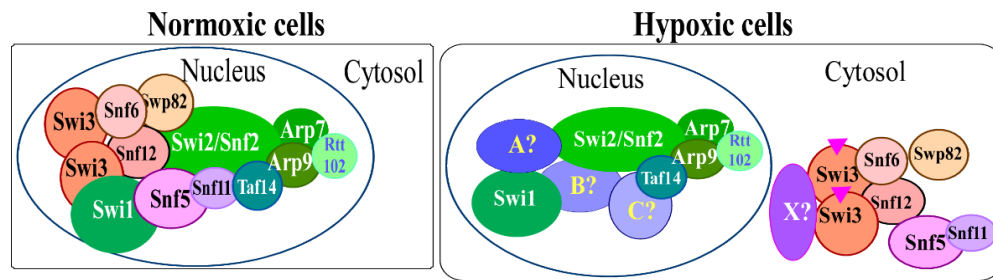 Normoxic cells
Nucleus
Cytosol
Swi3
Snf6
Swp82
Swi3
Snf12
Swi2/Snf2
Arp7
Arp9
Rtt
102
Swi1
Snf5
Snf11
Taf14
Hypoxic cells
Nucleus
Cytosol
A?
Swi2/Snf2
Arp7
Arp9
Rtt
102
Swi1
B?
C?
Taf14
X?
Swi3
Snf6
Swp82
Swi3
Snf12
Snf5
Snf11